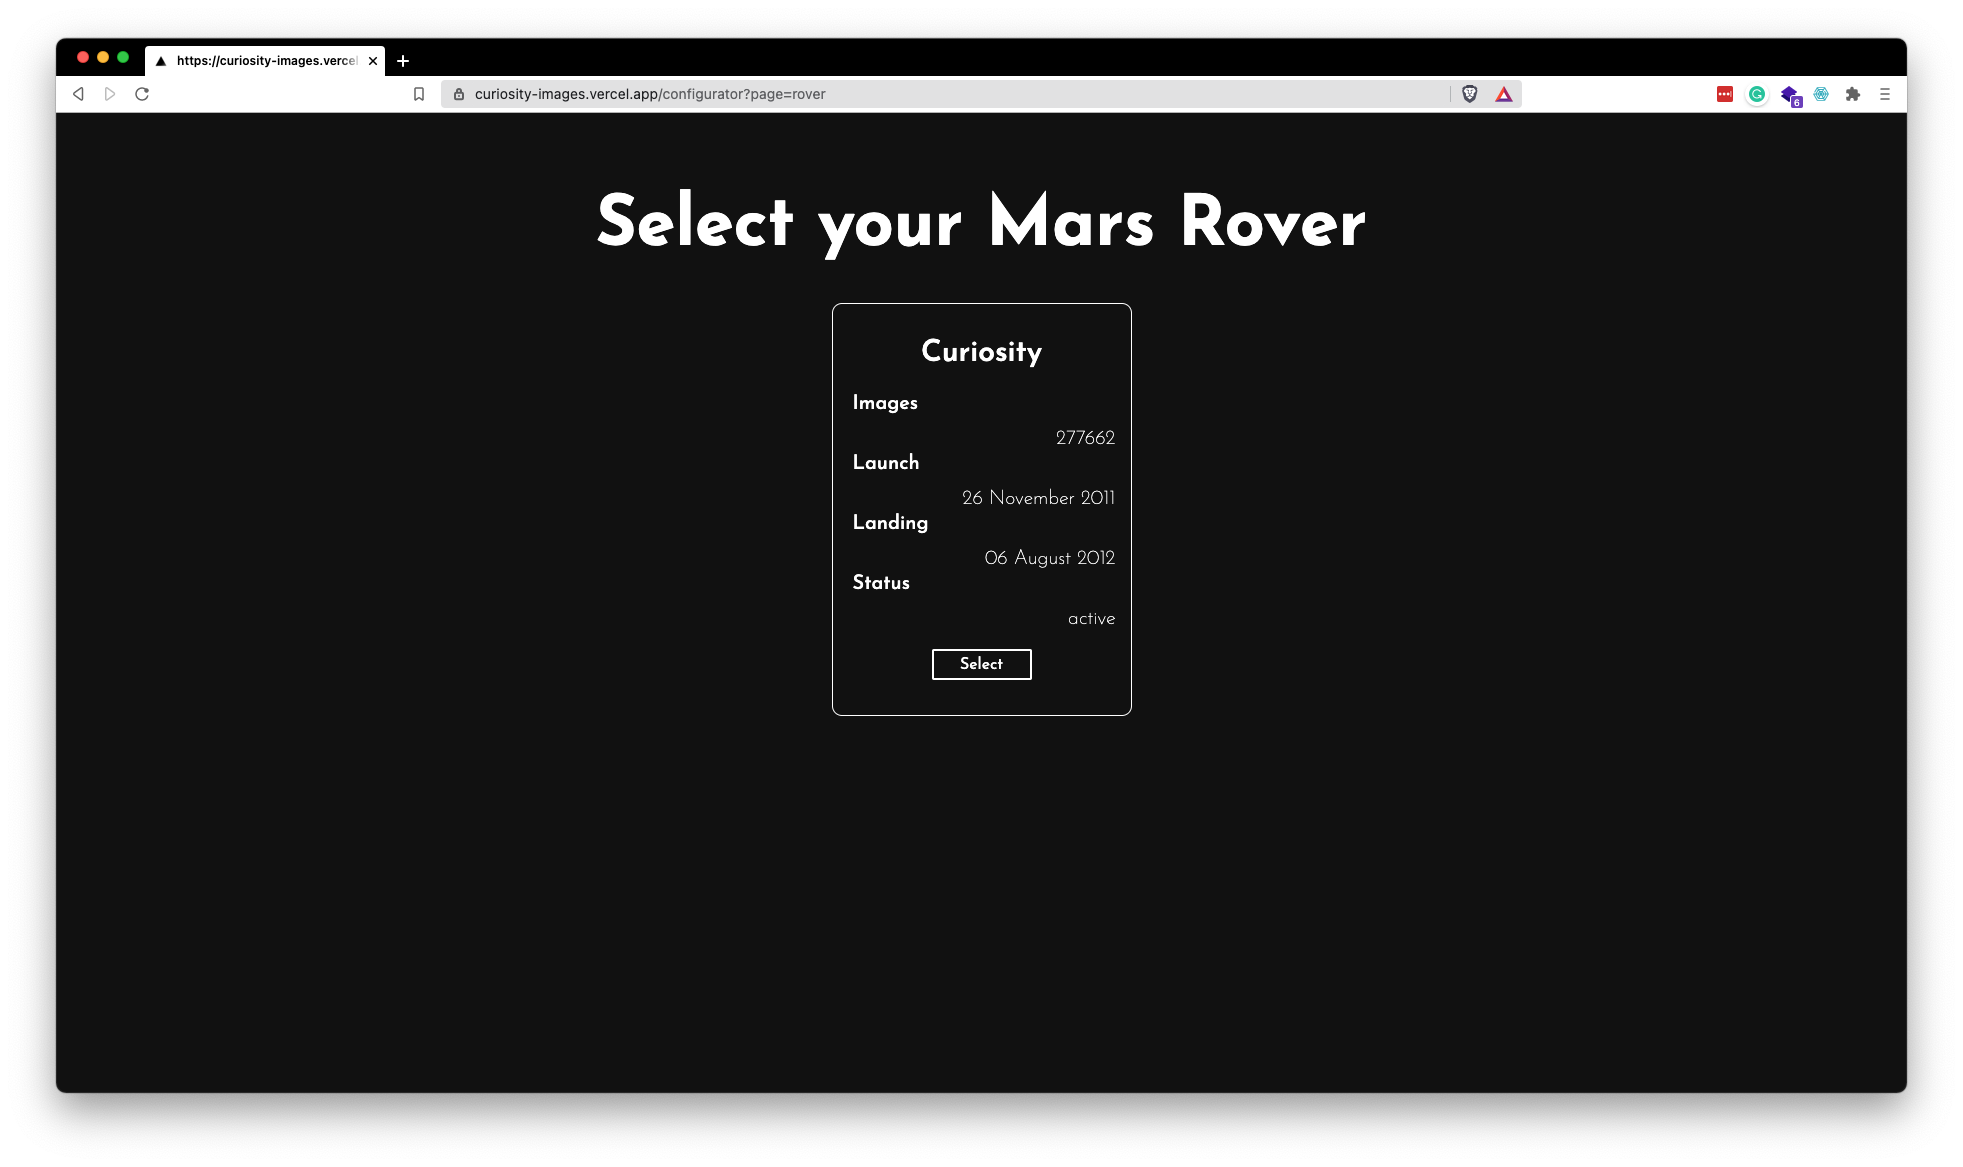 https://curiosity-images.verce
curiosity-images.vercel.app/configurator?page=rover
6
Select your Mars Rover
Curiosity
Images
277662
Launch
26 November 2011
Landing
06 August 2012
Status
active
Select